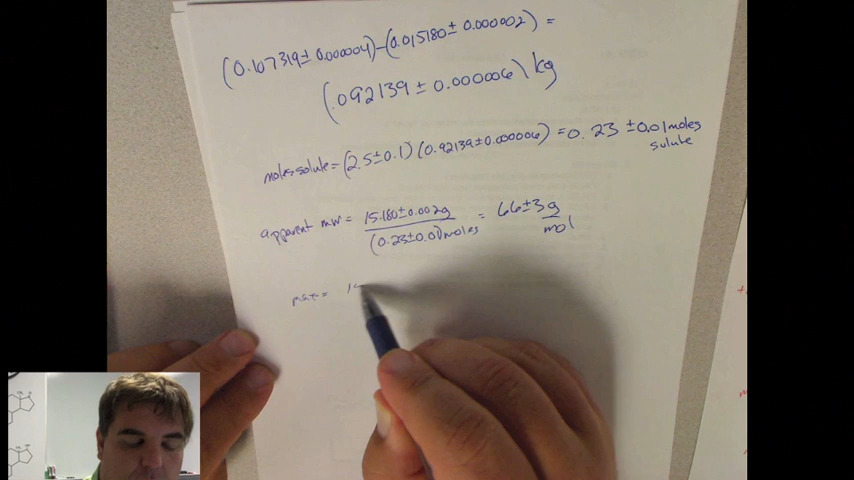 (0.107319±0.000004)-(0.015180±0.000002) =
(.092139 ± 0.000006) kg
moles solute = (2.5±0.1)(0.92139±0.000006) = 0.23 ±0.01 moles
solute
apparent mw = 15.180±0.002g = 66±3 g
(0.23±0.01) moles mol
max =